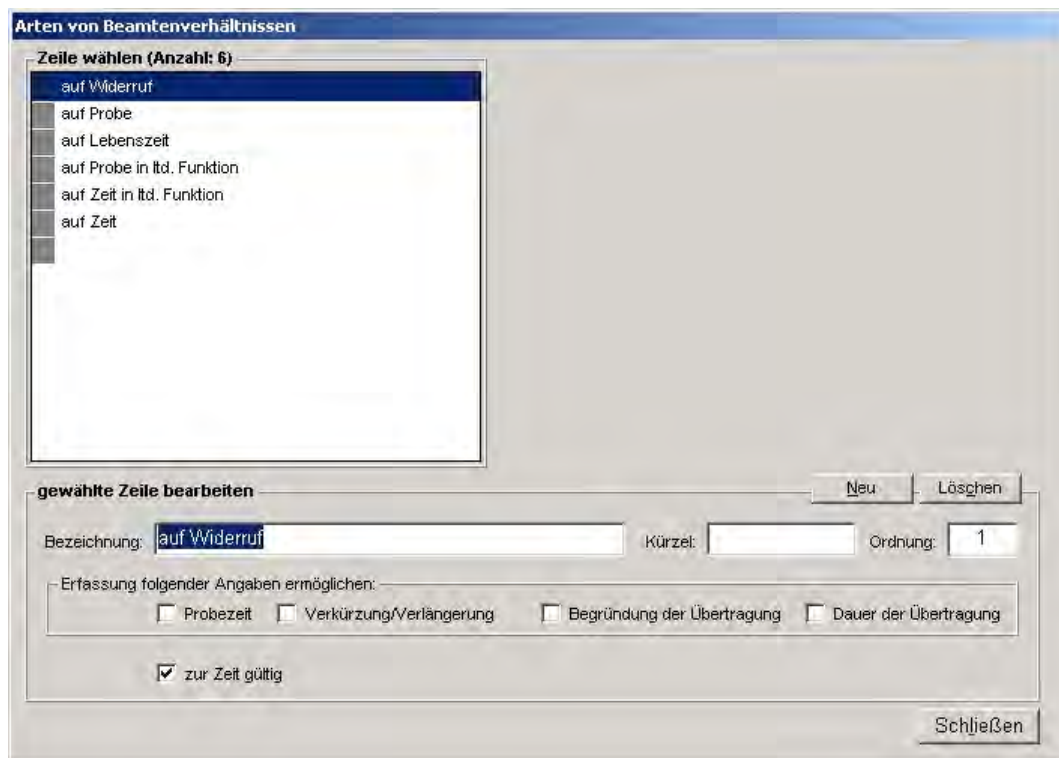 Arten von Beamtenverhältnissen
Zeile wählen (Anzahl: 6)
auf Widerruf
auf Probe
auf Lebenszeit
auf Probe in ltd. Funktion
auf Zeit in ltd. Funktion
auf Zeit
gewählte Zeile bearbeiten Neu Löschen
Bezeichnung: auf Widerruf Kürzel: Ordnung: 1
Erfassung folgender Angaben ermöglichen:
Probezeit Verkürzung/Verlängerung Begründung der Übertragung Dauer der Übertragung
zur Zeit gültig
Schließen